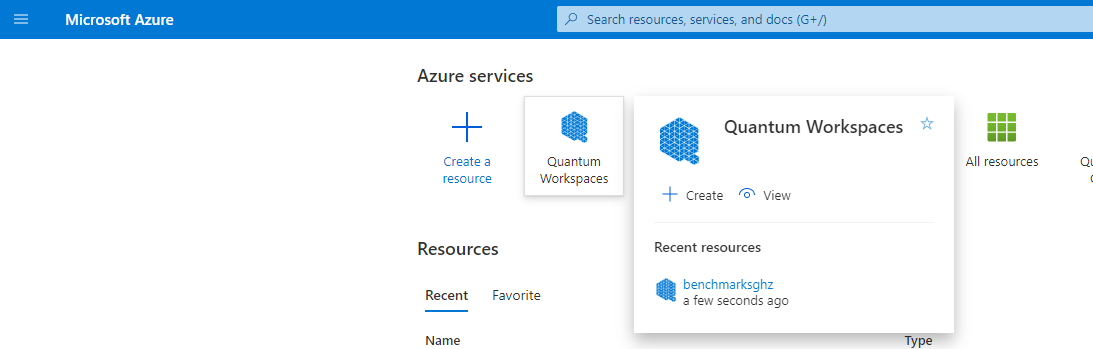 Microsoft Azure
Search resources, services, and docs (G+/)
Azure services
Create a
resource
Quantum
Workspaces
Quantum Workspaces
Create
View
Recent resources
benchmarksghz
a few seconds ago
All resources
Resources
Recent
Favorite
Name
Type